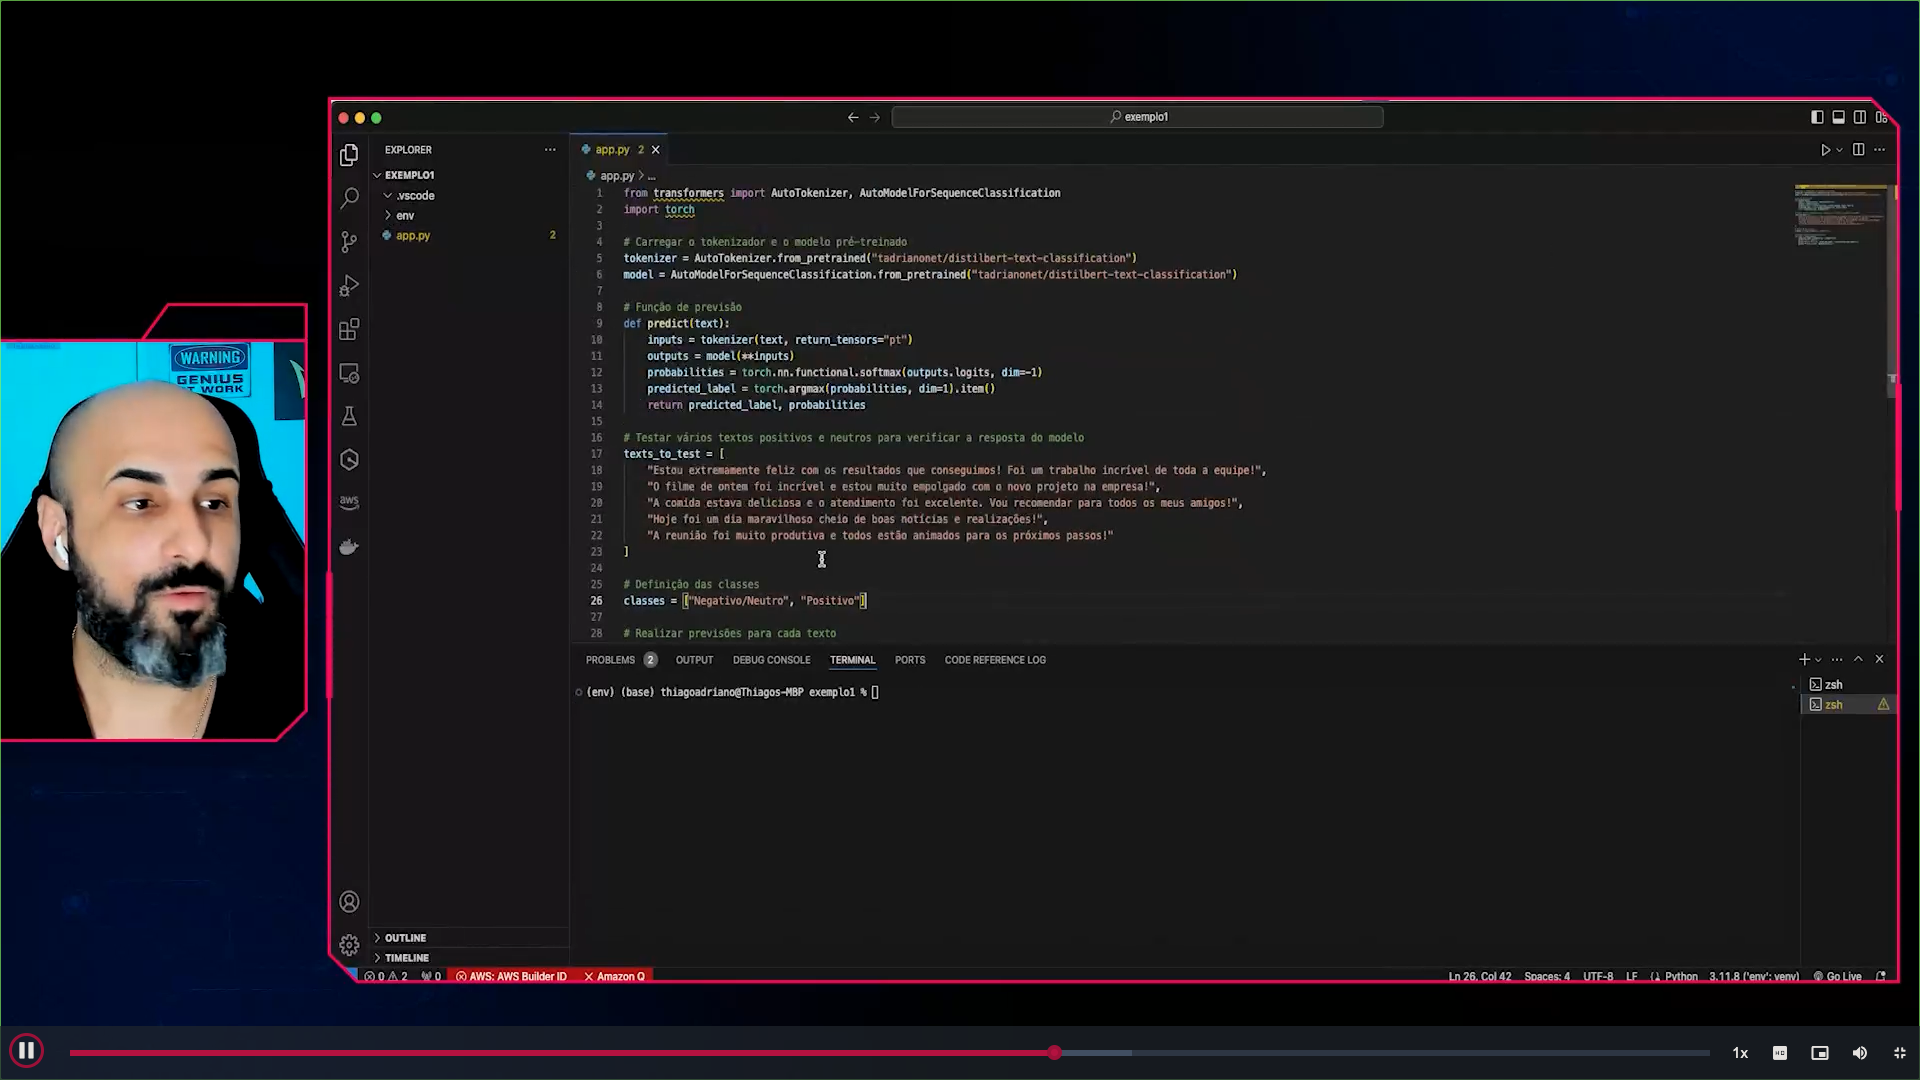 WARNING
GENIUS
AT WORK
exemplo1
EXPLORER
EXEMPLO1
.vscode
env
app.py
2
app.py 2
app.py > ...
1 from transformers import AutoTokenizer, AutoModelForSequenceClassification
2 import torch
3
4 # Carregar o tokenizador e o modelo pré-treinado
5 tokenizer = AutoTokenizer.from_pretrained("tadrianonet/distilbert-text-classification")
6 model = AutoModelForSequenceClassification.from_pretrained("tadrianonet/distilbert-text-classification")
7
8 # Função de previsão
9 def predict(text):
10 inputs = tokenizer(text, return_tensors="pt")
11 outputs = model(**inputs)
12 probabilities = torch.nn.functional.softmax(outputs.logits, dim=-1)
13 predicted_label = torch.argmax(probabilities, dim=1).item()
14 return predicted_label, probabilities
15
16 # Testar vários textos positivos e neutros para verificar a resposta do modelo
17 texts_to_test = [
18 "Estou extremamente feliz com os resultados que conseguimos! Foi um trabalho incrível de toda a equipe!",
19 "O filme de ontem foi incrível e estou muito empolgado com o novo projeto na empresa!",
20 "A comida estava deliciosa e o atendimento foi excelente. Vou recomendar para todos os meus amigos!",
21 "Hoje foi um dia maravilhoso cheio de boas notícias e realizações!",
22 "A reunião foi muito produtiva e todos estão animados para os próximos passos!"
23 ]
24
25 # Definição das classes
26 classes = ["Negativo/Neutro", "Positivo"]
27
28 # Realizar previsões para cada texto
PROBLEMS 2 OUTPUT DEBUG CONSOLE TERMINAL PORTS CODE REFERENCE LOG
(env) (base) thiagoadriano@Thiagos-MBP exemplo1 %
zsh
zsh
aws
OUTLINE
TIMELINE
0 2 0 AWS: AWS Builder ID Amazon Q Ln 26, Col 42 Spaces: 4 UTF-8 LF Python 3.11.8 ('env': venv) Go Live
1x
HD